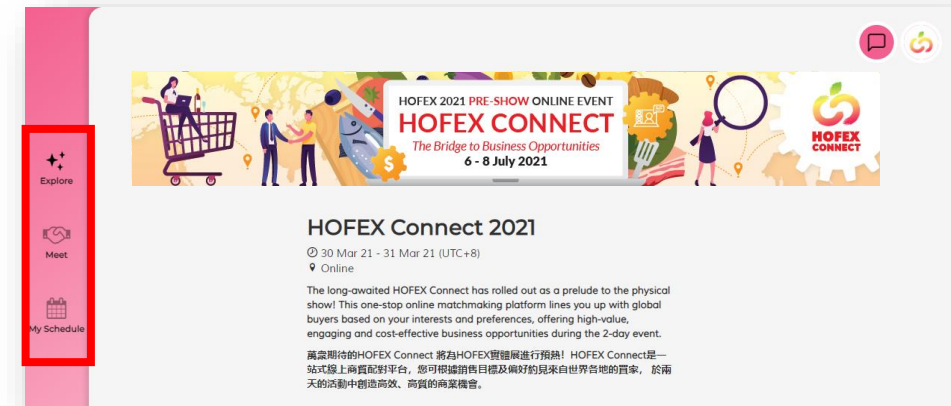 Explore
Meet
My Schedule
HOFEX 2021 PRE-SHOW ONLINE EVENT
HOFEX CONNECT
The Bridge to Business Opportunities
6 - 8 July 2021
HOFEX
CONNECT
HOFEX Connect 2021
30 Mar 21 - 31 Mar 21 (UTC+8)
Online
The long-awaited HOFEX Connect has rolled out as a prelude to the physical
show! This one-stop online matchmaking platform lines you up with global
buyers based on your interests and preferences, offering high-value,
engaging and cost-effective business opportunities during the 2-day event.
萬衆期待的HOFEX Connect 將為HOFEX實體展進行預熱！HOFEX Connect是一
站式線上商貿配對平台，您可根據銷售目標及偏好約見來自世界各地的買家， 於兩
天的活動中創造高效、高質的商業機會。